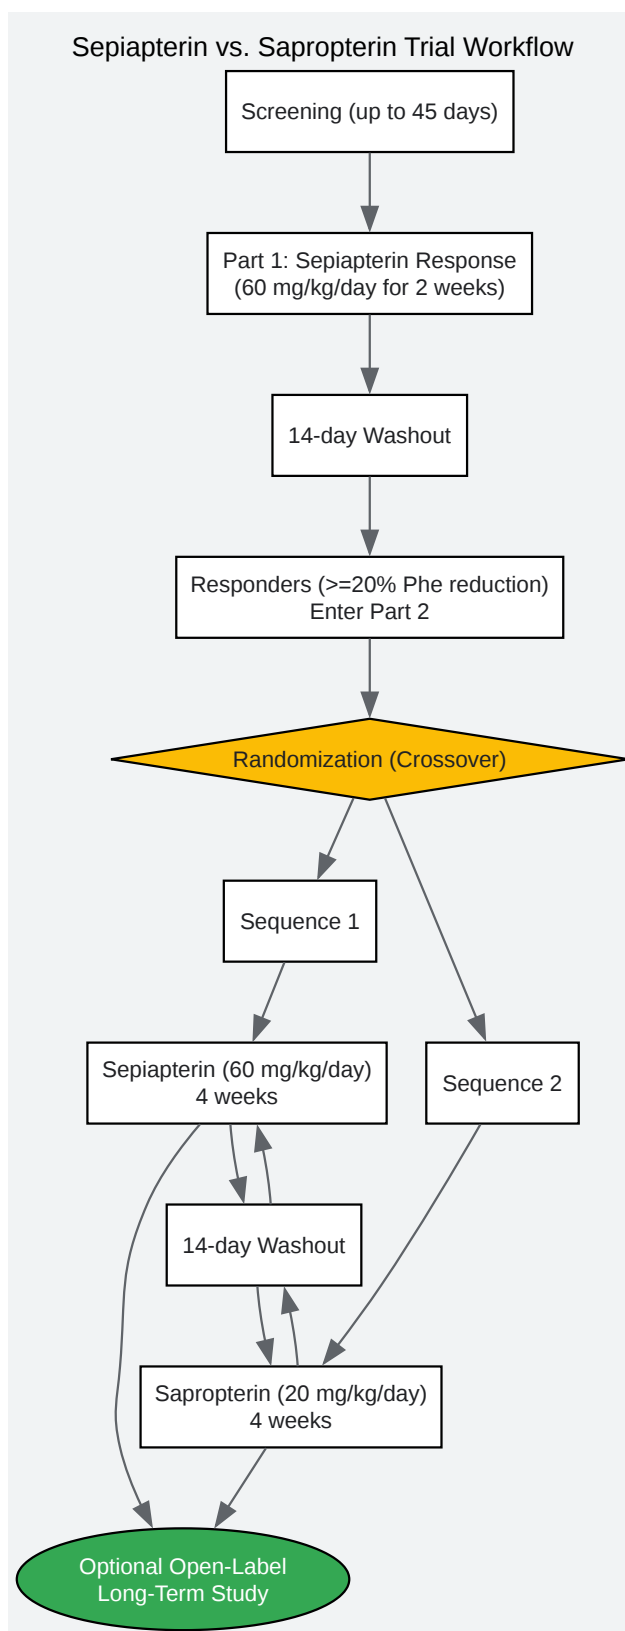 Sepiapterin vs. Sapropterin Trial Workflow
Screening (up to 45 days)
Part 1: Sepiapterin Response
(60 mg/kg/day for 2 weeks)
14-day Washout
Responders (>=20% Phe reduction)
Enter Part 2
Randomization (Crossover)
Sequence 1
Sepiapterin (60 mg/kg/day)
4 weeks
Sequence 2
14-day Washout
Sapropterin (20 mg/kg/day)
4 weeks
Optional Open-Label
Long-Term Study